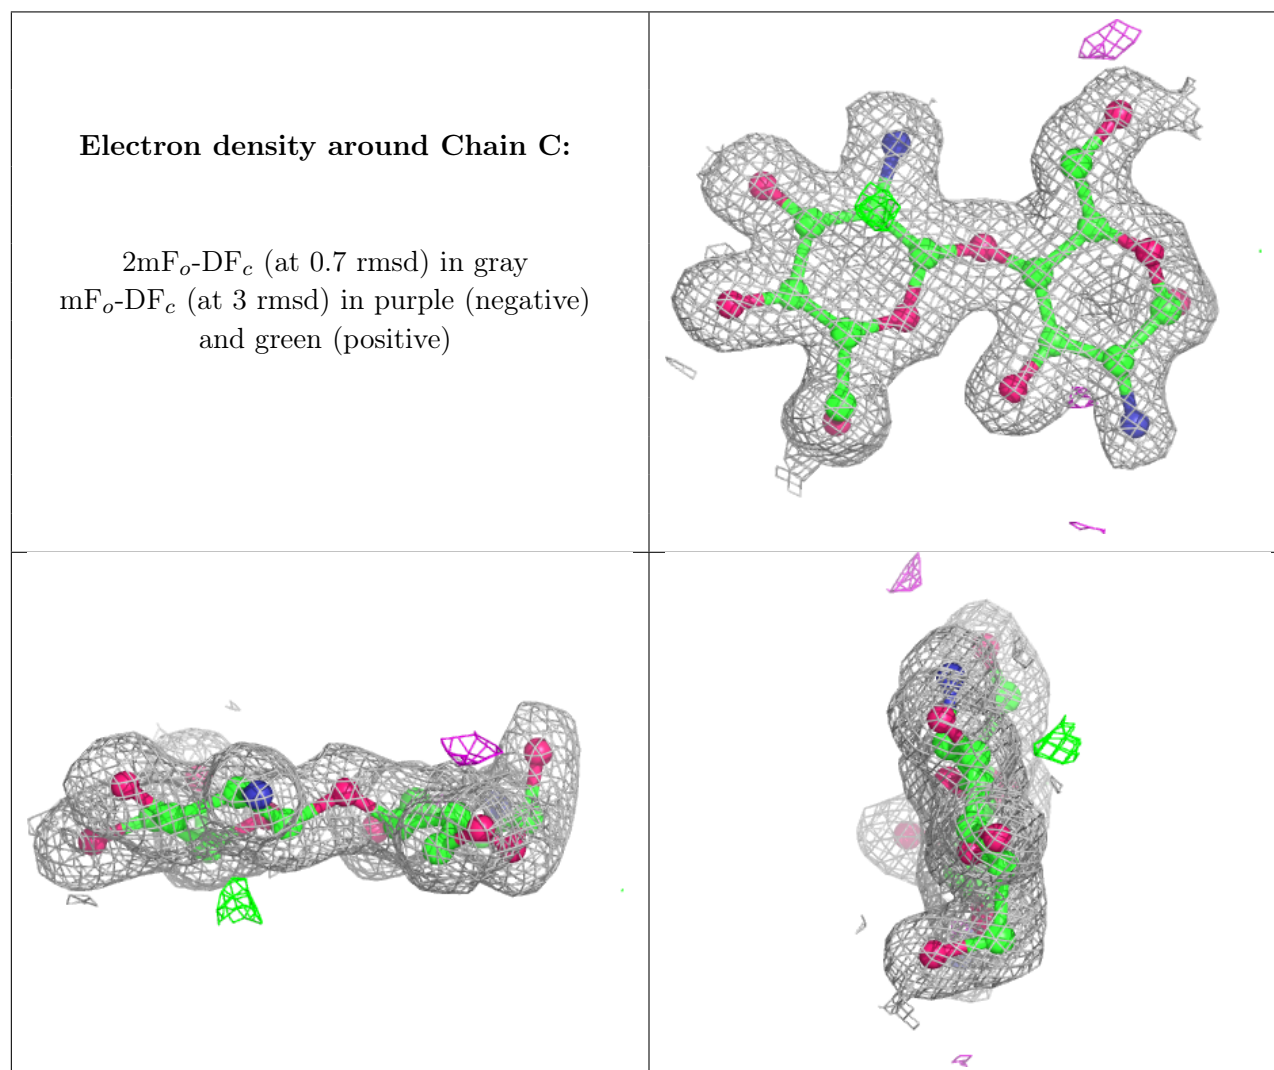 Electron density around Chain C:
2mFo-DFc (at 0.7 rmsd) in gray
mFo-DFc (at 3 rmsd) in purple (negative)
and green (positive)